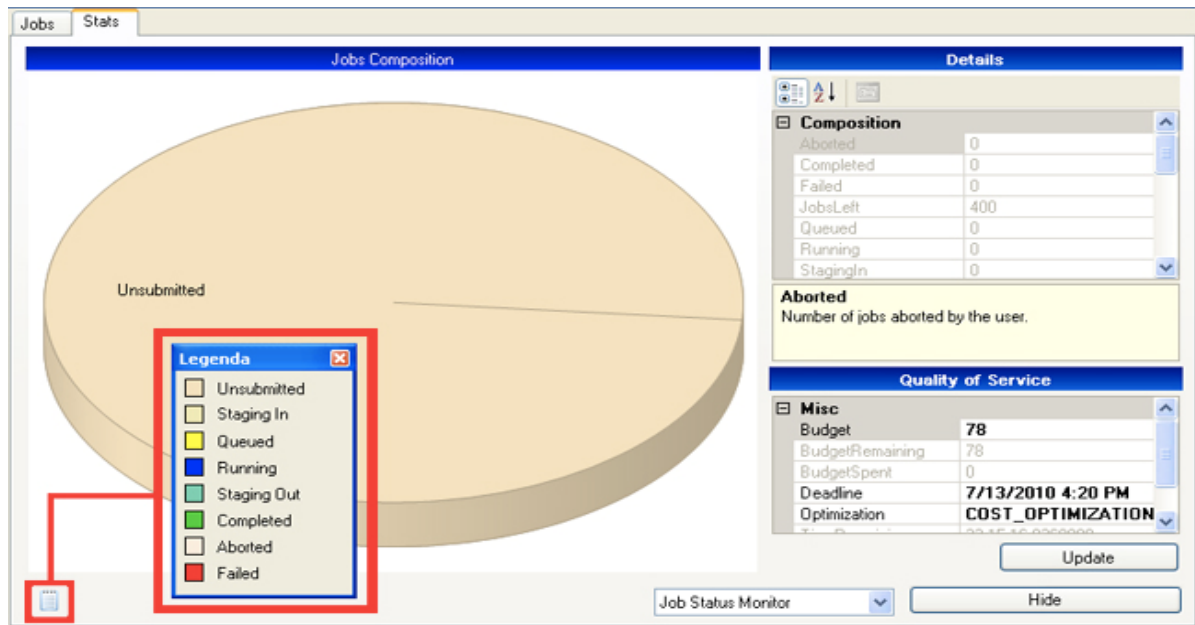 Jobs Stats
Jobs Composition
Unsubmitted
Legenda
Unsubmitted
Staging In
Queued
Running
Staging Out
Completed
Aborted
Failed
Details
Composition
Aborted 0
Completed 0
Failed 0
JobsLeft 400
Queued 0
Running 0
StagingIn 0
Aborted
Number of jobs aborted by the user.
Quality of Service
Misc
Budget 78
BudgetRemaining 78
BudgetSpent 0
Deadline 7/13/2010 4:20 PM
Optimization COST_OPTIMIZATION
Update
Job Status Monitor
Hide